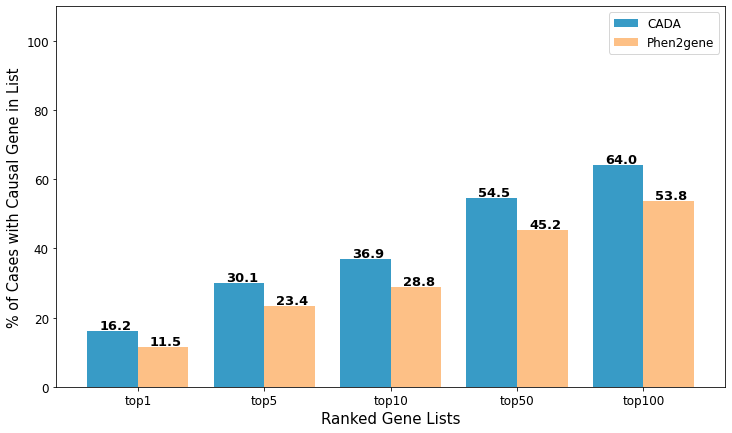 CADA
Phen2gene
% of Cases with Causal Gene in List
100
80
60
40
20
0
16.2
11.5
30.1
23.4
36.9
28.8
54.5
45.2
64.0
53.8
top1
top5
top10
top50
top100
Ranked Gene Lists